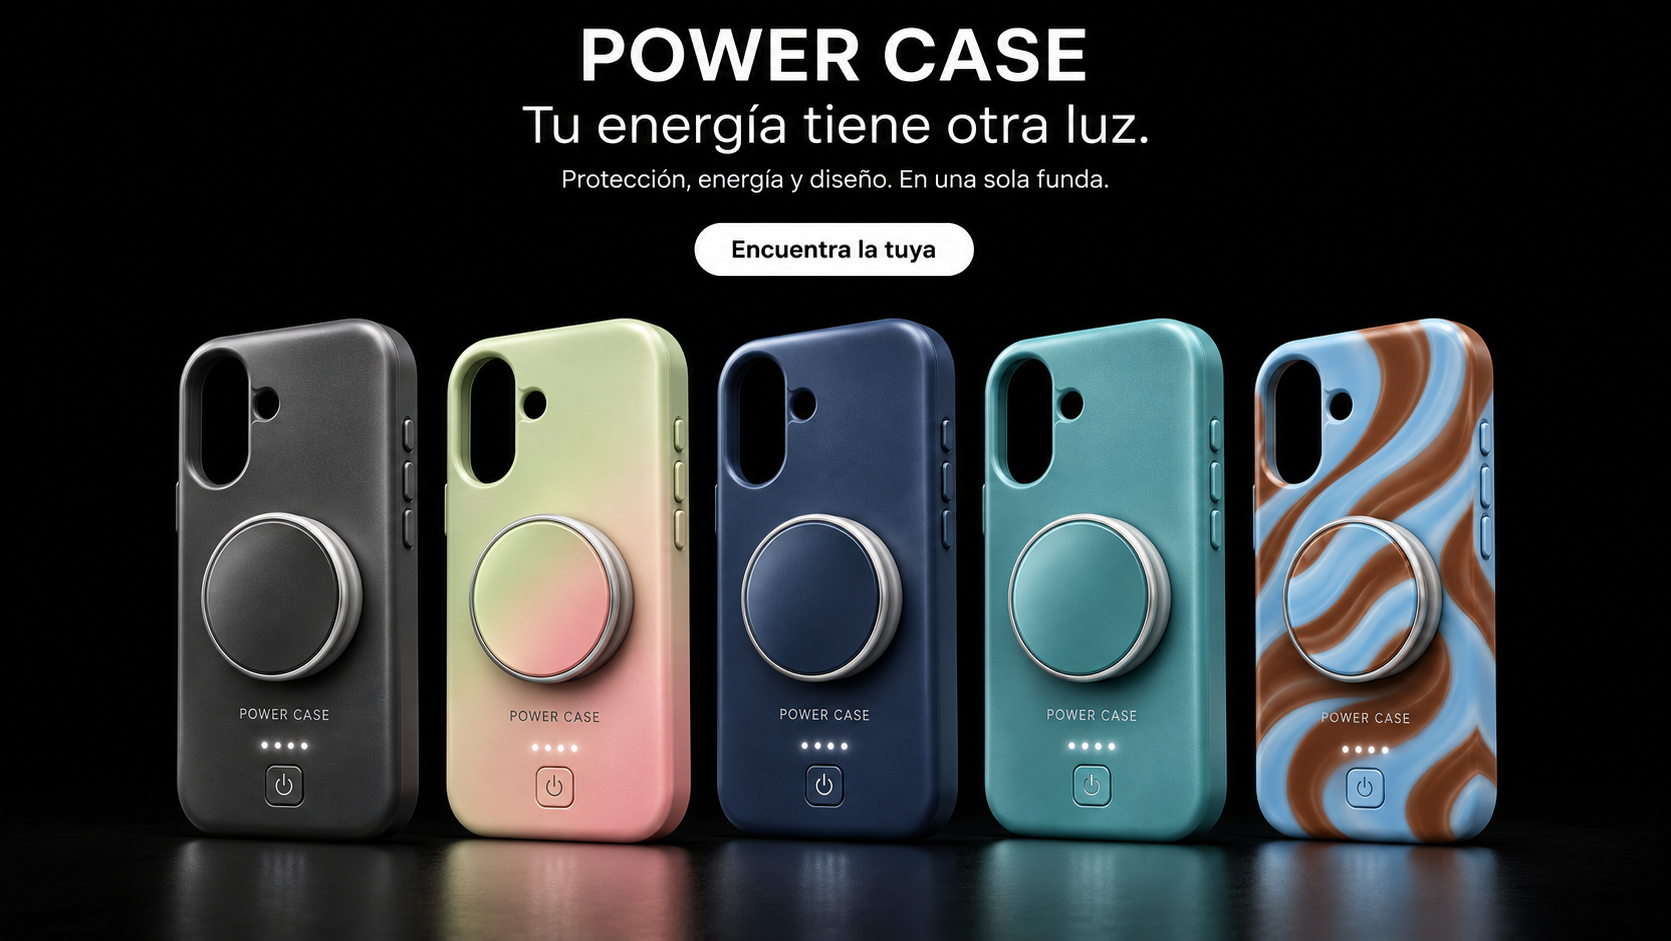 POWER CASE
Tu energía tiene otra luz.
Protección, energía y diseño. En una sola funda.
Encuentra la tuya
POWER CASE
POWER CASE
POWER CASE
POWER CASE
POWER CASE